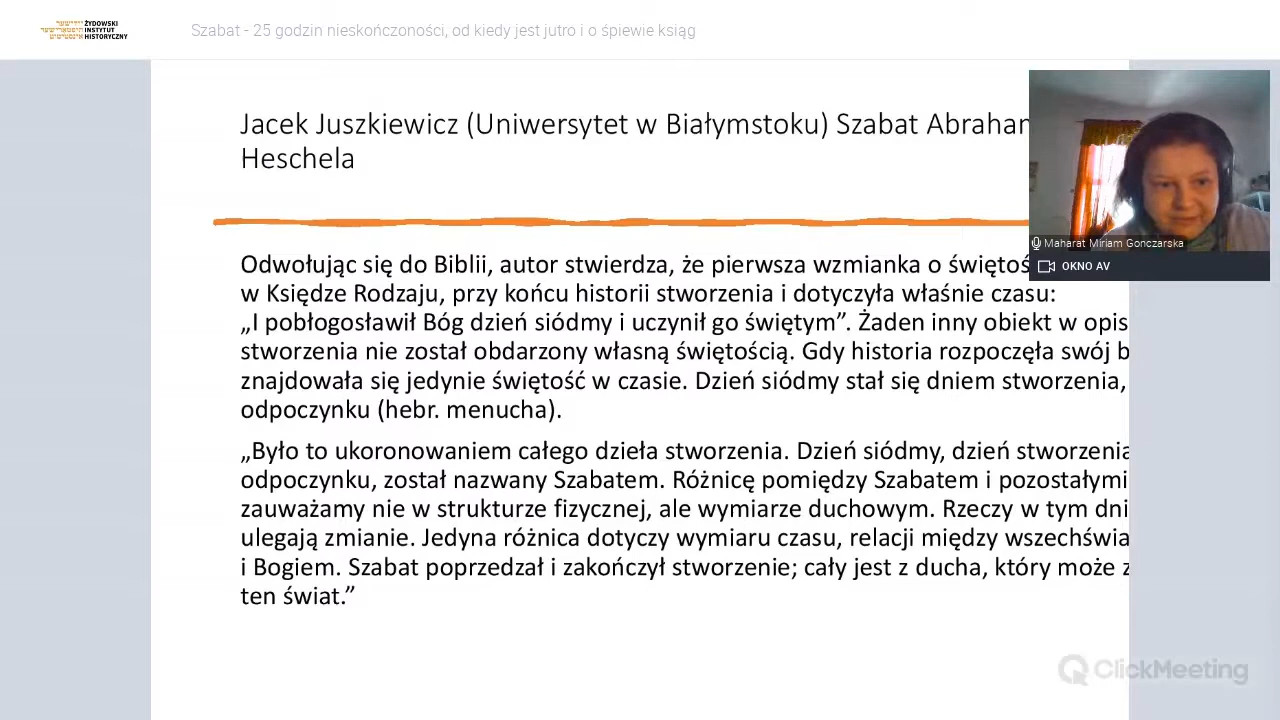 ŻYDOWSKI
INSTYTUT
HISTORYCZNY
Szabat - 25 godzin nieskończoności, od kiedy jest jutro i o śpiewie ksiąg
Jacek Juszkiewicz (Uniwersytet w Białymstoku) Szabat Abraham
Heschela
Odwołując się do Biblii, autor stwierdza, że pierwsza wzmianka o świętoś
w Księdze Rodzaju, przy końcu historii stworzenia i dotyczyła właśnie czasu:
„I pobłogosławił Bóg dzień siódmy i uczynił go świętym”. Żaden inny obiekt w opis
stworzenia nie został obdarzony własną świętością. Gdy historia rozpoczęła swój b
znajdowała się jedynie świętość w czasie. Dzień siódmy stał się dniem stworzenia,
odpoczynku (hebr. menucha).
„Było to ukoronowaniem całego dzieła stworzenia. Dzień siódmy, dzień stworzenia
odpoczynku, został nazwany Szabatem. Różnicę pomiędzy Szabatem i pozostałymi
zauważamy nie w strukturze fizycznej, ale wymiarze duchowym. Rzeczy w tym dni
ulegają zmianie. Jedyna różnica dotyczy wymiaru czasu, relacji między wszechświa
i Bogiem. Szabat poprzedzał i zakończył stworzenie; cały jest z ducha, który może z
ten świat.”
Maharat Miriam Gonczarska
OKNO AV
ClickMeeting